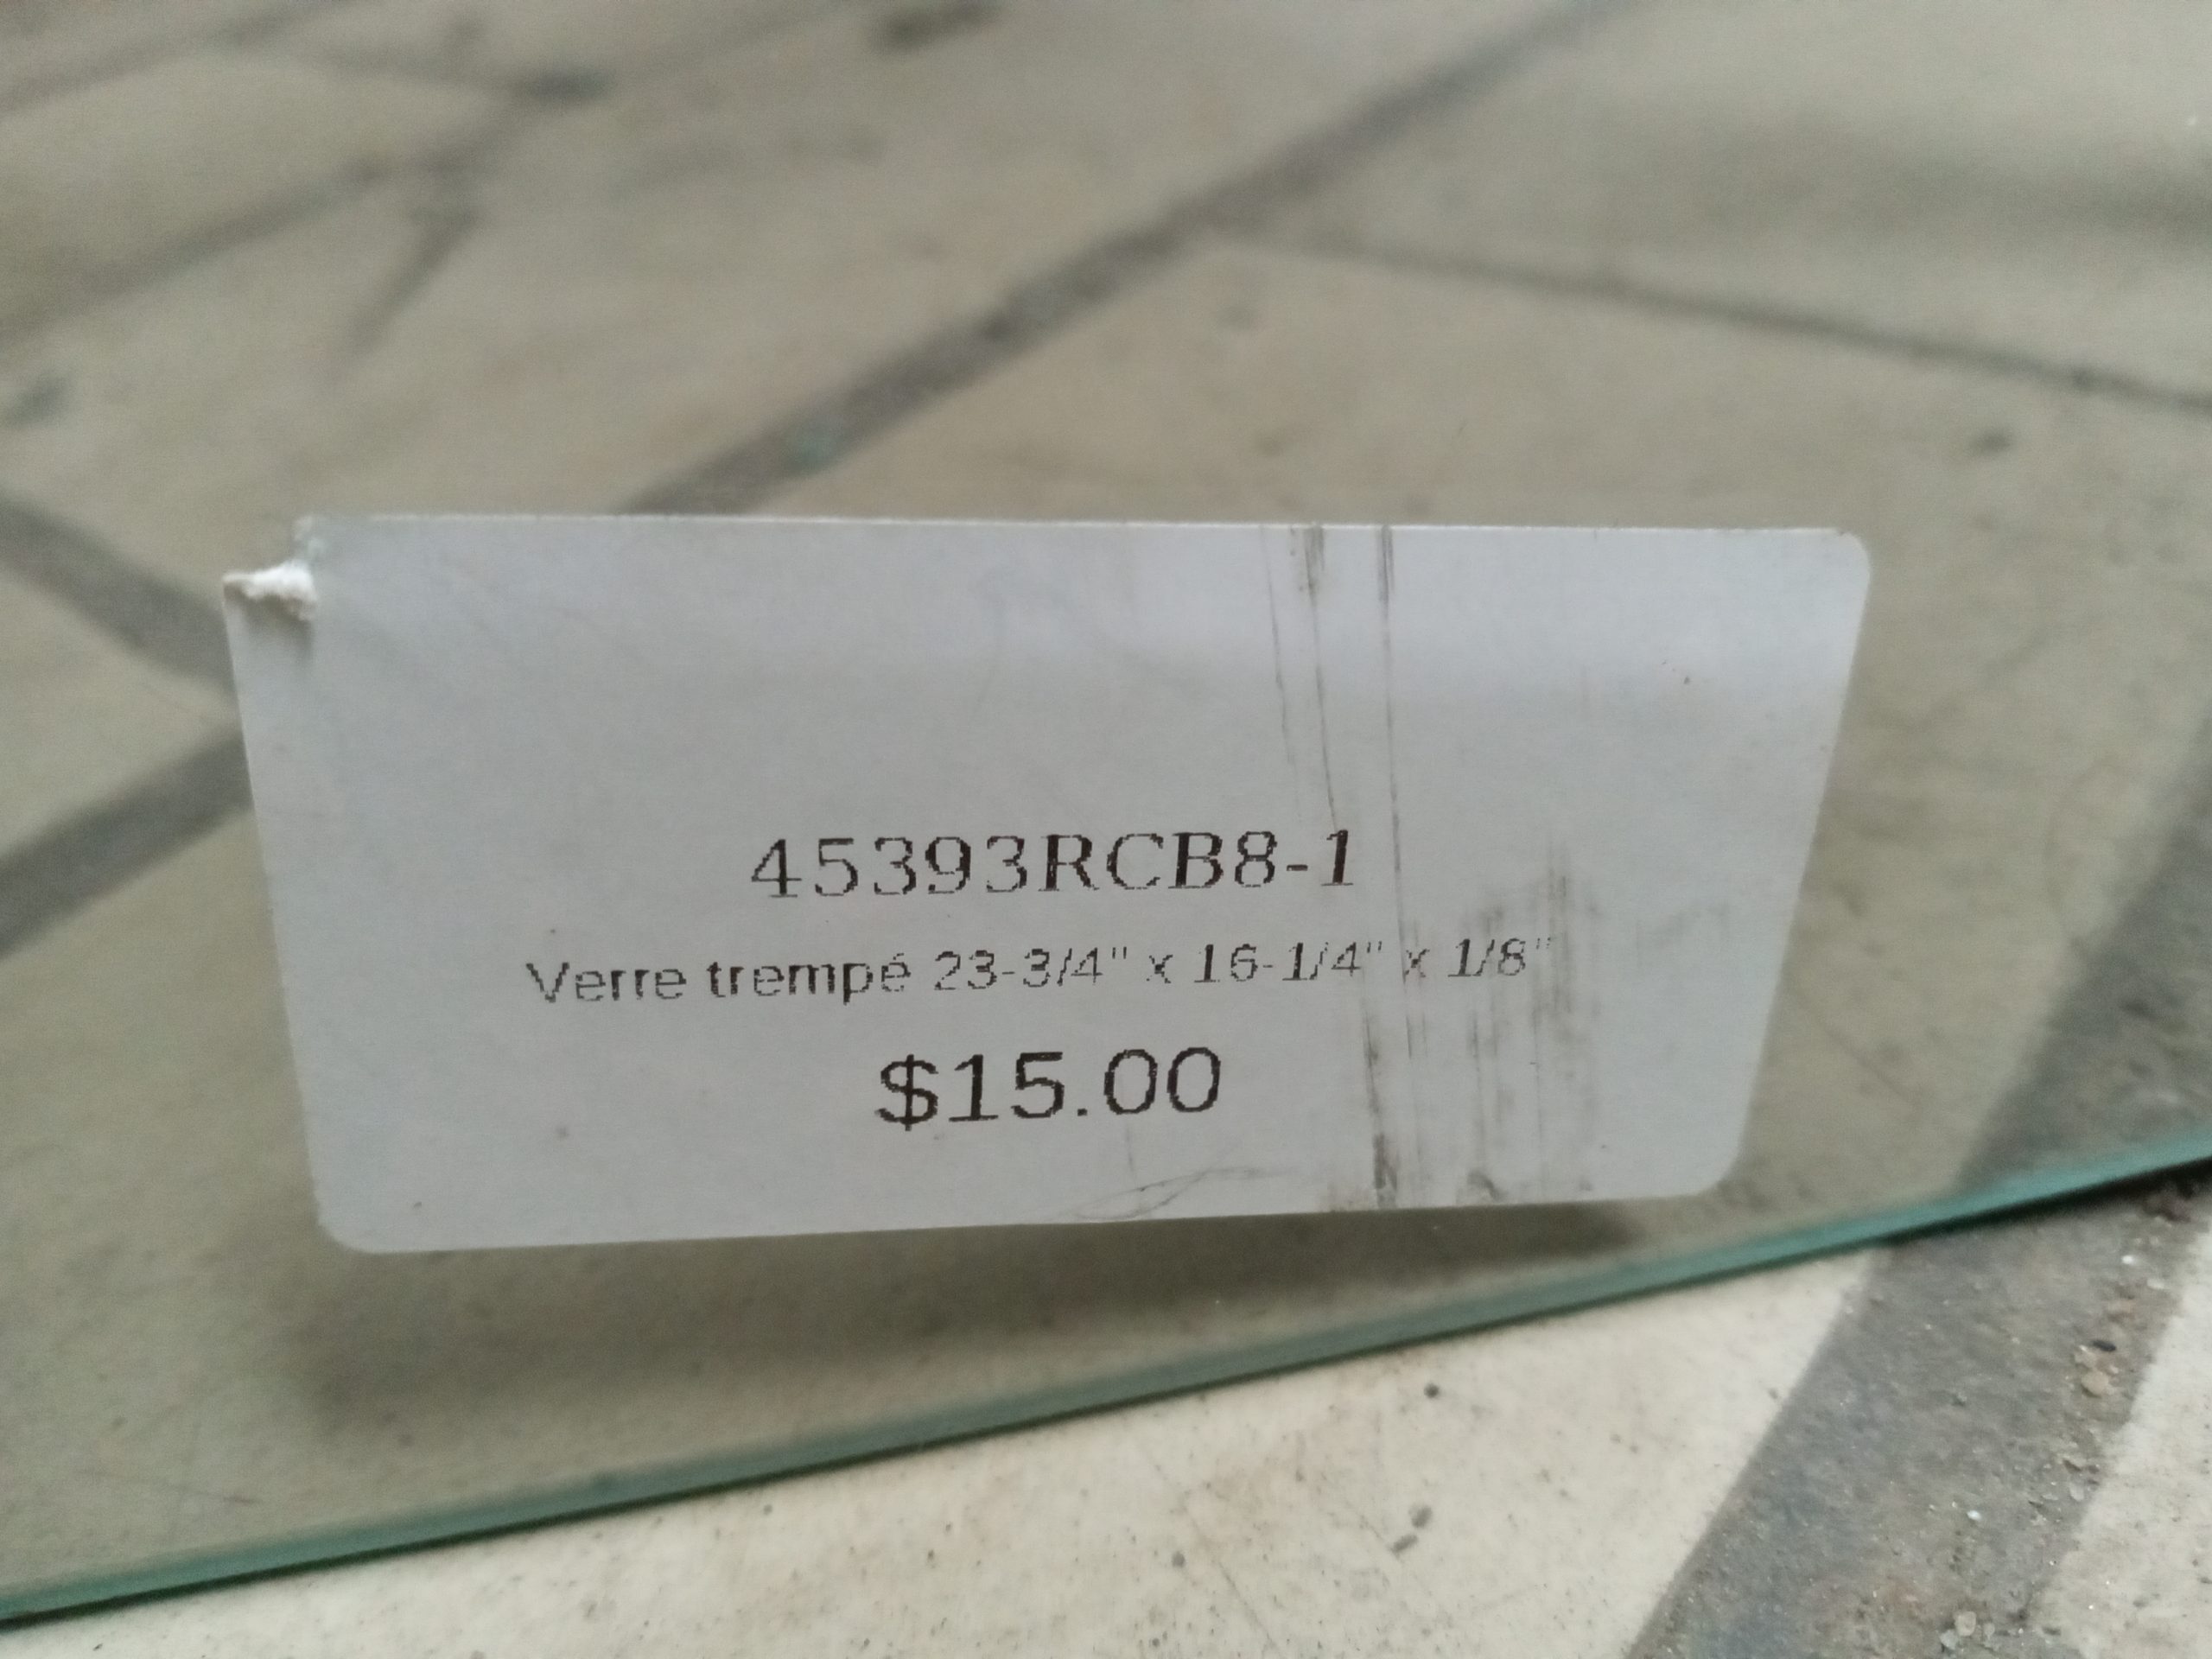 45393RCB8-1
Verre trempé 23-3/4" x 16-1/4" x 1/8"
$15.00